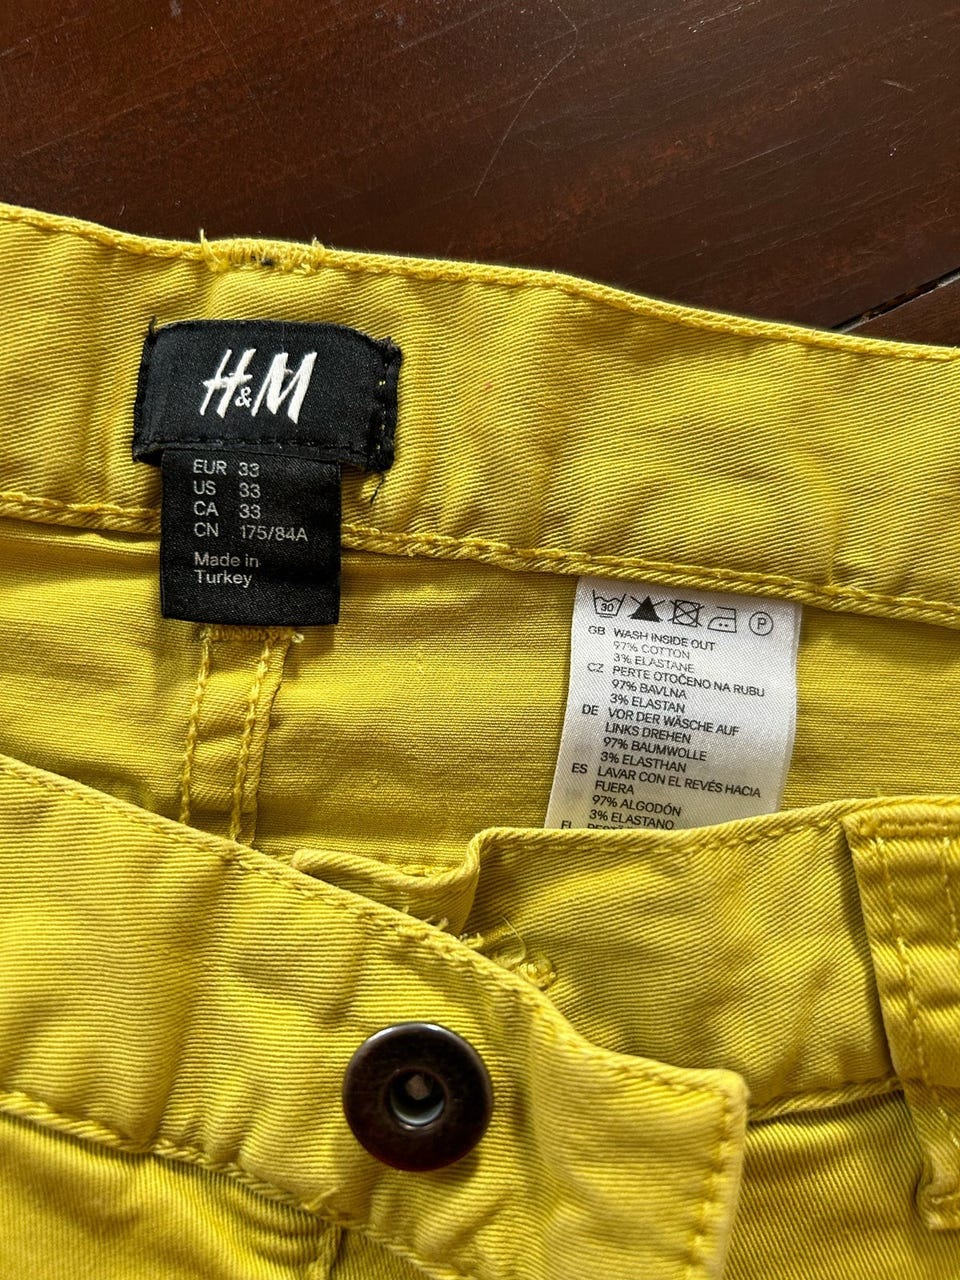 H&M
EUR 33
US 33
CA 33
CN 175/84A
Made in
Turkey
30
P
GB WASH INSIDE OUT
97% COTTON
3% ELASTANE
CZ PERTE OTOČENO NA RUBU
97% BAVLNA
3% ELASTAN
DE VOR DER WÄSCHE AUF
LINKS DREHEN
97% BAUMWOLLE
3% ELASTHAN
ES LAVAR CON EL REVÉS HACIA
FUERA
97% ALGODÓN
3% ELASTANO